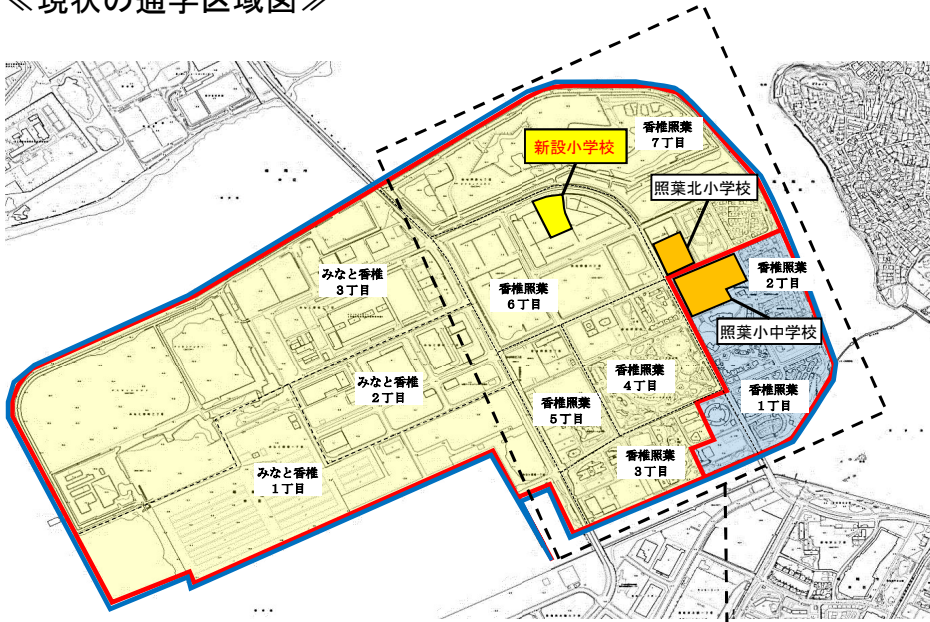 ≪現状の通学区域図≫
香椎照葉
7丁目
新設小学校
照葉北小学校
香椎照葉
2丁目
みなと香椎
3丁目
香椎照葉
6丁目
照葉小中学校
みなと香椎
2丁目
香椎照葉
4丁目
香椎照葉
1丁目
香椎照葉
5丁目
香椎照葉
3丁目
みなと香椎
1丁目